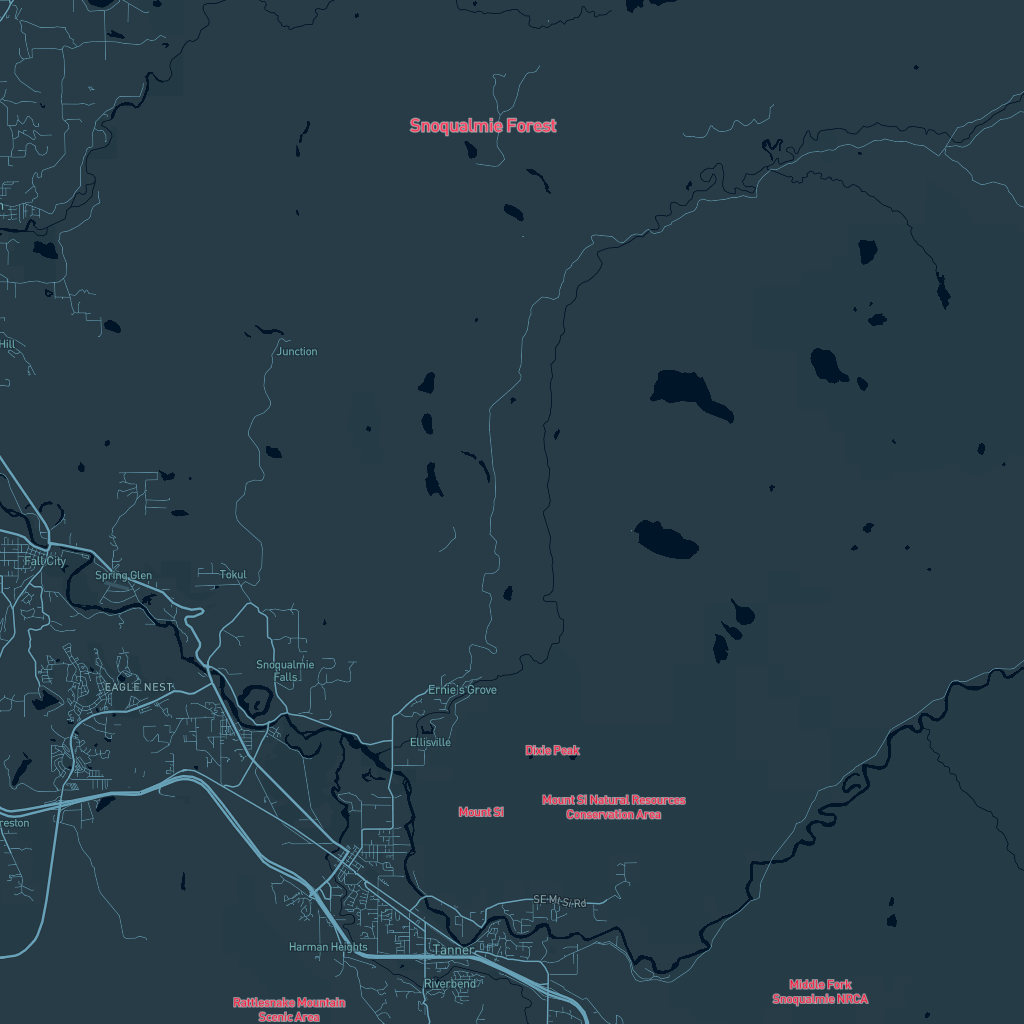 Snoqualmie Forest
Hill
Junction
Fall City
Spring Glen
Tokul
Snoqualmie
Falls
EAGLE NEST
Ernie's Grove
Ellisville
Dixie Peak
Mount Si
Mount Si Natural Resources
Conservation Area
reston
SE Mt Si Rd
Harman Heights
Tanner
Riverbend
Middle Fork
Snoqualmie NRCA
Rattlesnake Mountain
Scenic Area